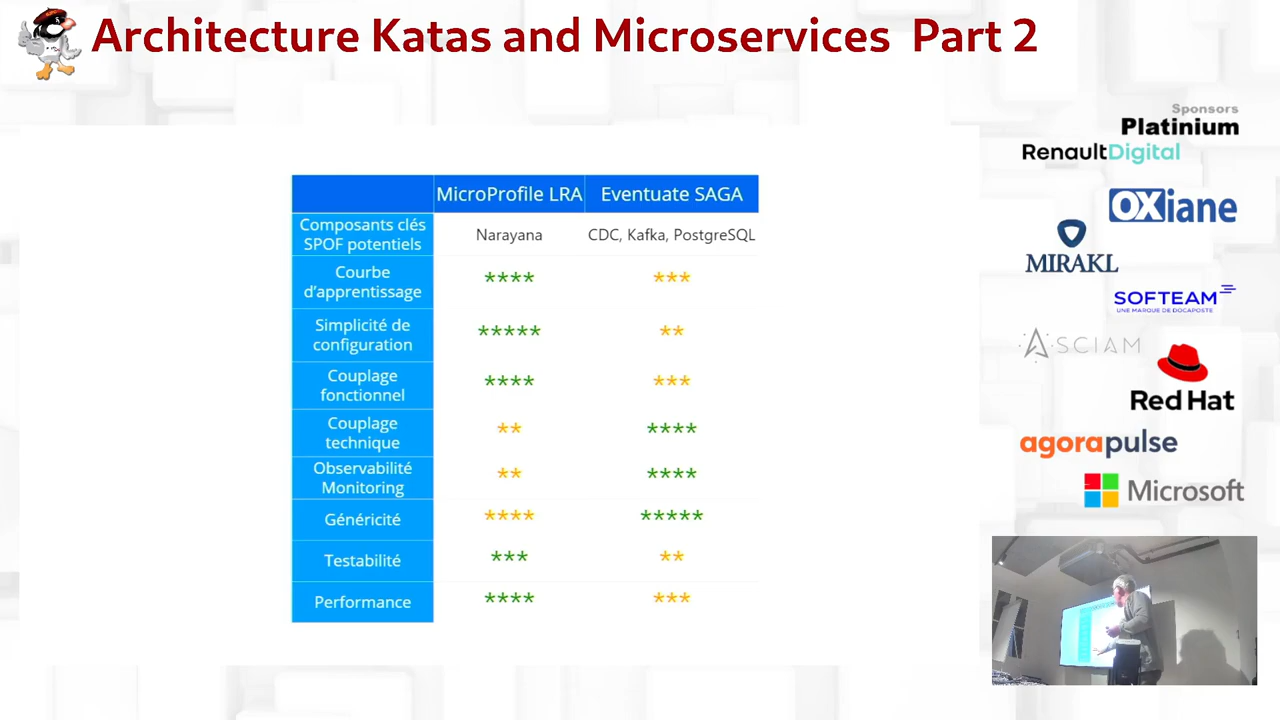 Architecture Katas and Microservices Part 2
MicroProfile LRA Eventuate SAGA
Composants clés
SPOF potentiels
Narayana CDC, Kafka, PostgreSQL
Courbe
d'apprentissage
**** ***
Simplicité de
configuration
***** **
Couplage
fonctionnel
**** ***
Couplage
technique
** ****
Observabilité
Monitoring
** ****
Généricité **** *****
Testabilité *** **
Performance **** ***
Sponsors
Platinium
RenaultDigital
OXiane
MIRAKL
SOFTEAM
UNE MARQUE DE DOCAPOSTE
ASCIAM
Red Hat
agorapulse
Microsoft